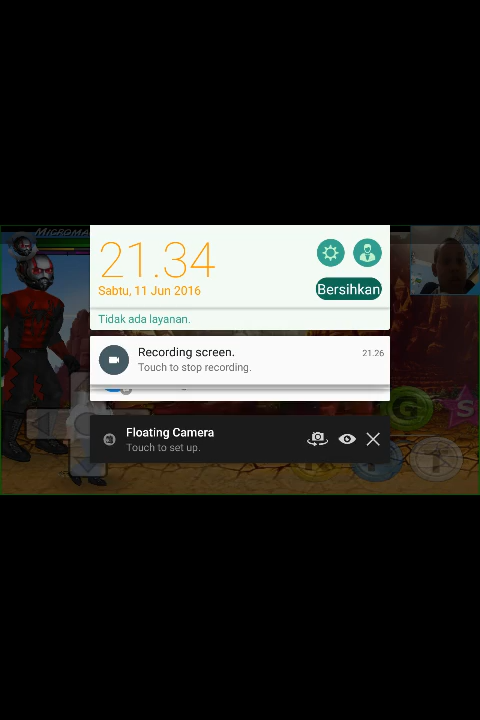 21.34
Sabtu, 11 Jun 2016
Bersihkan
Tidak ada layanan.
Recording screen.
21.26
Touch to stop recording.
Floating Camera
Touch to set up.
G
S
T